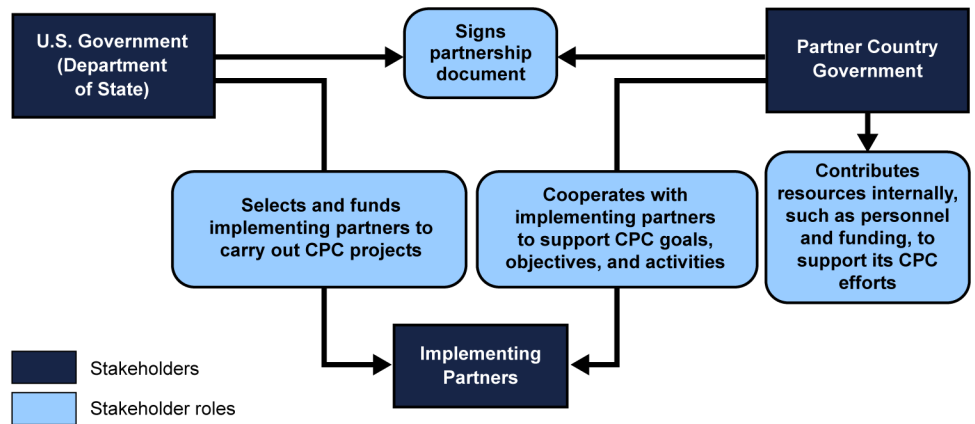 U.S. Government
(Department
of State)
Signs
partnership
document
Partner Country
Government
Selects and funds
implementing partners to
carry out CPC projects
Cooperates with
implementing partners
to support CPC goals,
objectives, and activities
Contributes
resources internally,
such as personnel
and funding, to
support its CPC
efforts
Implementing
Partners
Stakeholders
Stakeholder roles